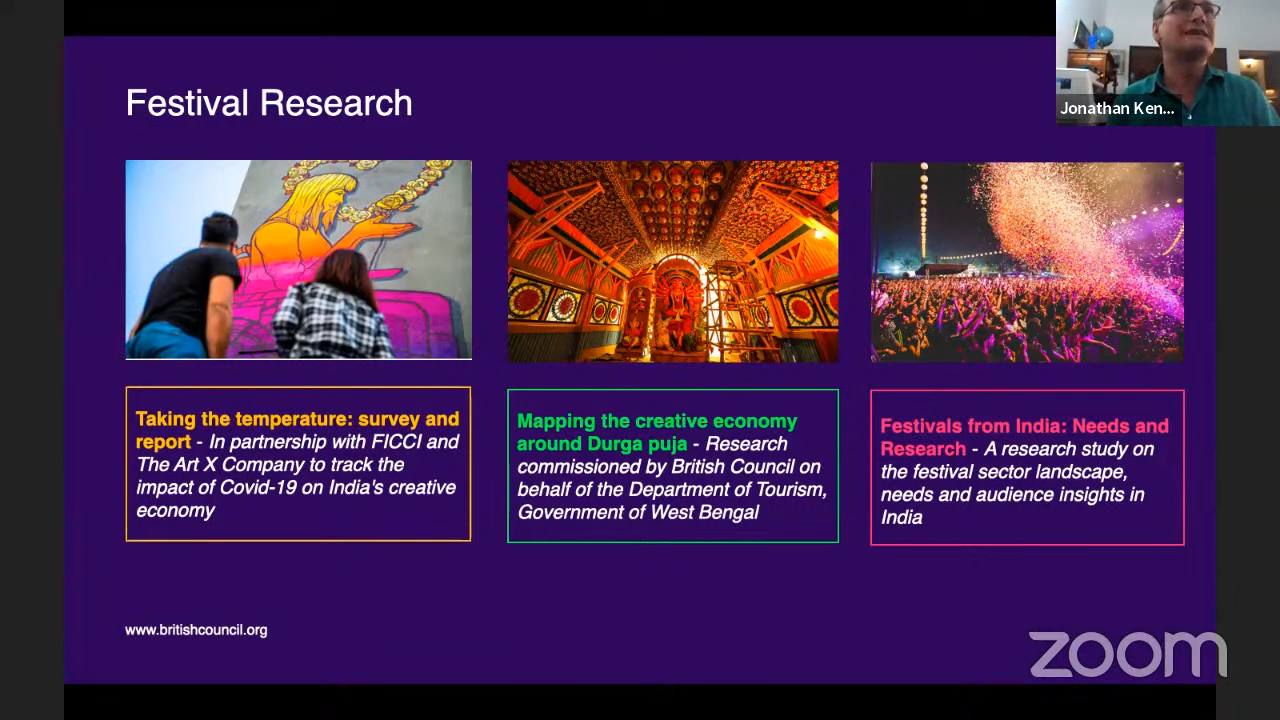 Festival Research
Jonathan Ken...
Taking the temperature: survey and
report - In partnership with FICCI and
The Art X Company to track the
impact of Covid-19 on India's creative
economy
Mapping the creative economy
around Durga puja - Research
commissioned by British Council on
behalf of the Department of Tourism,
Government of West Bengal
Festivals from India: Needs and
Research - A research study on
the festival sector landscape,
needs and audience insights in
India
www.britishcouncil.org
zoom